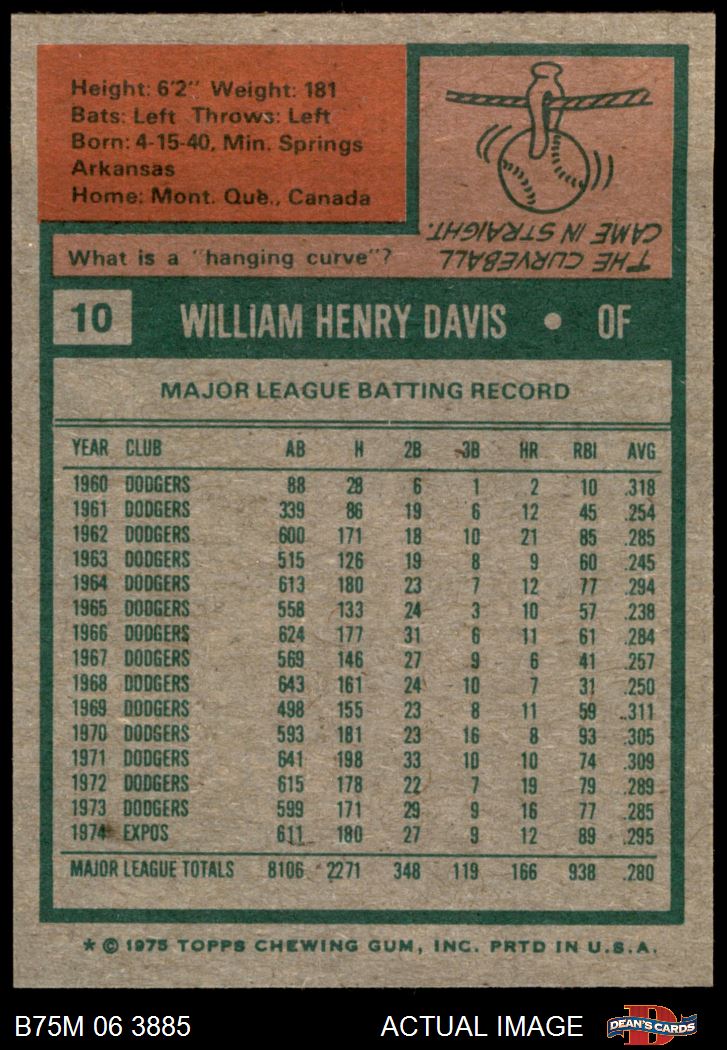 Height: 6'2" Weight: 181
Bats: Left Throws: Left
Born: 4-15-40, Min. Springs
Arkansas
Home: Mont. Que., Canada
What is a "hanging curve"?
THE CURVEBALL
CAME IN STRAIGHT.
10 WILLIAM HENRY DAVIS • OF
MAJOR LEAGUE BATTING RECORD
YEAR CLUB AB H 2B 3B HR RBI AVG
1960 DODGERS 88 28 6 1 2 10 .318
1961 DODGERS 339 86 19 6 12 45 .254
1962 DODGERS 600 171 18 10 21 85 .285
1963 DODGERS 515 126 19 8 9 60 .245
1964 DODGERS 613 180 23 7 12 77 .294
1965 DODGERS 558 133 24 3 10 57 .238
1966 DODGERS 624 177 31 6 11 61 .284
1967 DODGERS 569 146 27 9 6 41 .257
1968 DODGERS 643 161 24 10 7 31 .250
1969 DODGERS 498 155 23 8 11 59 .311
1970 DODGERS 593 181 23 16 8 93 .305
1971 DODGERS 641 198 33 10 10 74 .309
1972 DODGERS 615 178 22 7 19 79 .289
1973 DODGERS 599 171 29 9 16 77 .285
1974 EXPOS 611 180 27 9 12 89 .295
MAJOR LEAGUE TOTALS 8106 2271 348 119 166 938 .280
* © 1975 TOPPS CHEWING GUM, INC. PRTD IN U.S.A.
B75M 06 3885 ACTUAL IMAGE D DEAN'S CARDS